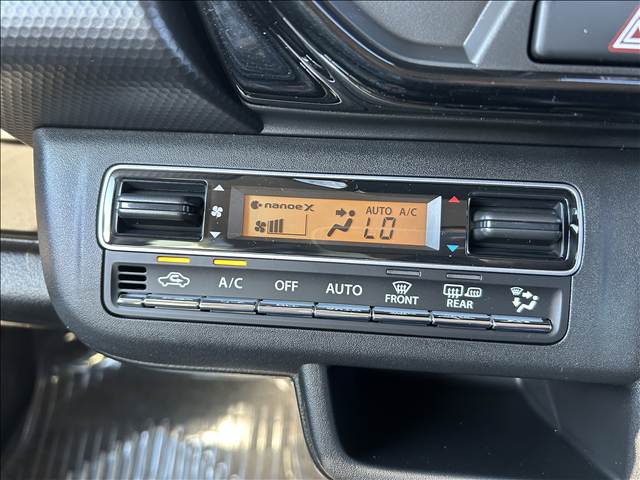 nanoeX AUTO A/C
LO
A/C OFF AUTO FRONT REAR